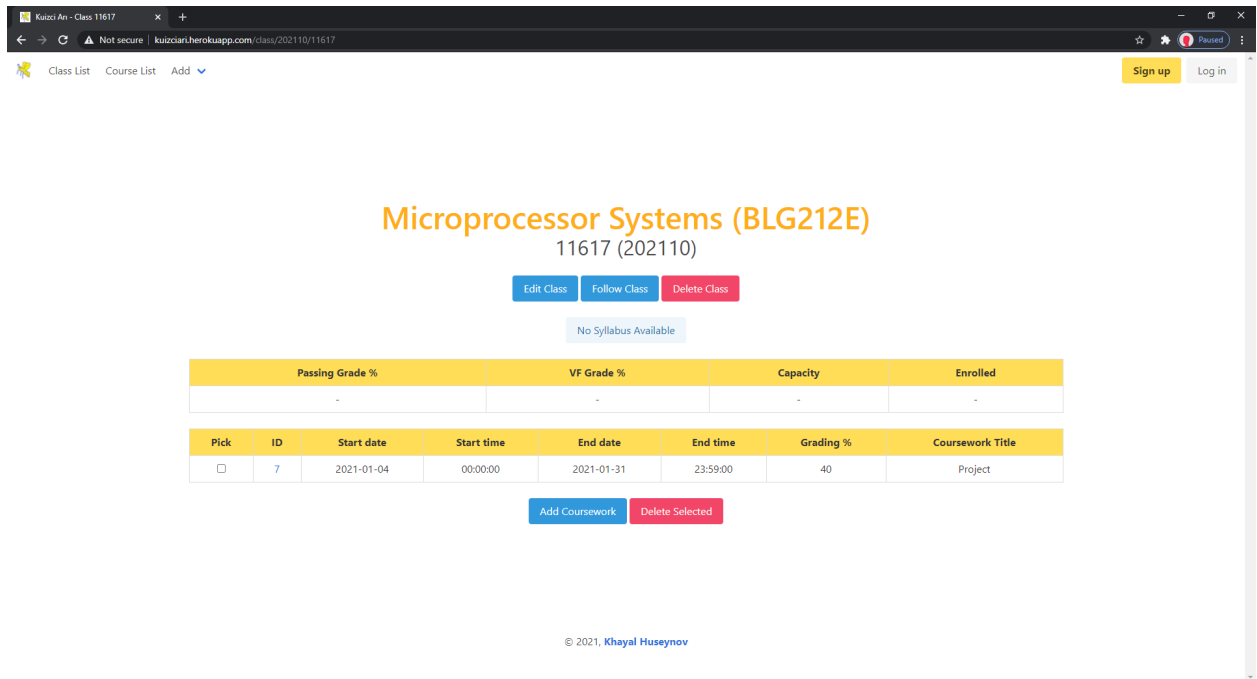 Kuizci Arı - Class 11617
Not secure | kuizciari.herokuapp.com/class/202110/11617
Paused
Class List Course List Add
Sign up Log in
Microprocessor Systems (BLG212E)
11617 (202110)
Edit Class Follow Class Delete Class
No Syllabus Available
Passing Grade % VF Grade % Capacity Enrolled
- - - -
Pick ID Start date Start time End date End time Grading % Coursework Title
7 2021-01-04 00:00:00 2021-01-31 23:59:00 40 Project
Add Coursework Delete Selected
© 2021, Khayal Huseynov